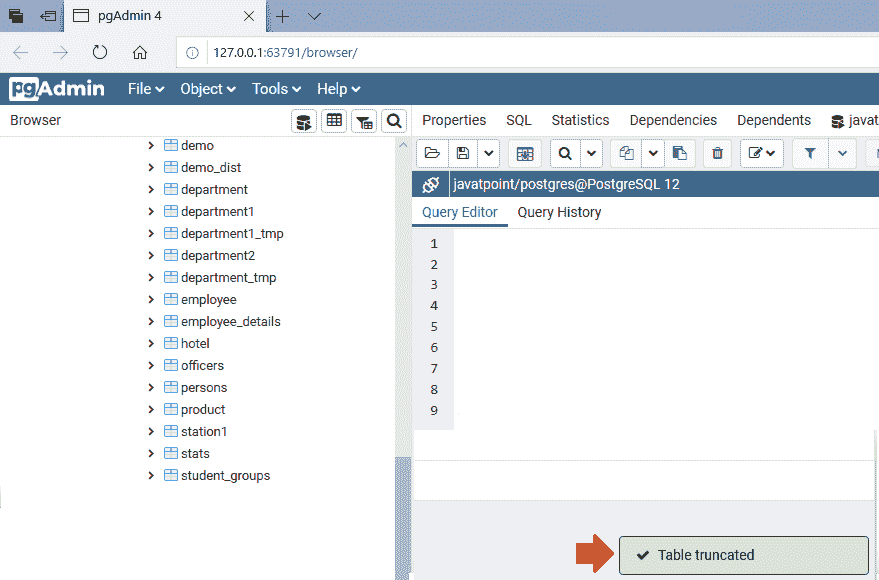 pgAdmin 4
127.0.0.1:63791/browser/
pgAdmin File Object Tools Help
Browser
Properties SQL Statistics Dependencies Dependents javat
demo
demo_dist
department
department1
department1_tmp
department2
department_tmp
employee
employee_details
hotel
officers
persons
product
station1
stats
student_groups
javatpoint/postgres@PostgreSQL 12
Query Editor Query History
1
2
3
4
5
6
7
8
9
Table truncated